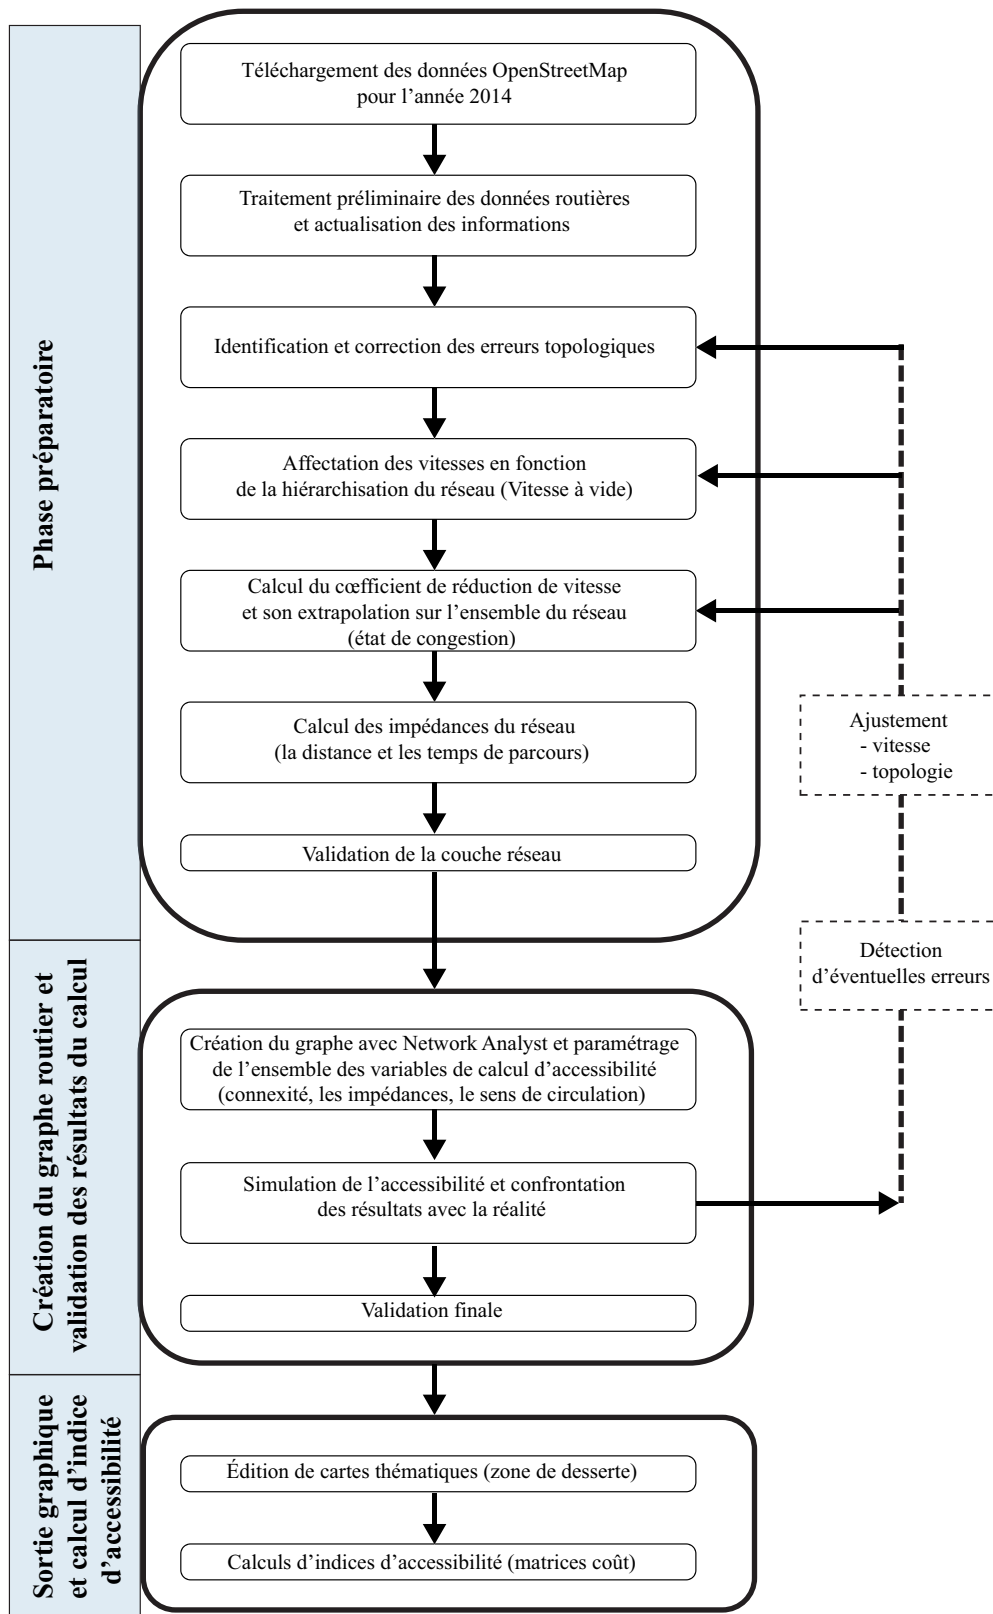 Phase préparatoire
Téléchargement des données OpenStreetMap
pour l’année 2014
Traitement préliminaire des données routières
et actualisation des informations
Identification et correction des erreurs topologiques
Affectation des vitesses en fonction
de la hiérarchisation du réseau (Vitesse à vide)
Calcul du cœfficient de réduction de vitesse
et son extrapolation sur l’ensemble du réseau
(état de congestion)
Calcul des impédances du réseau
(la distance et les temps de parcours)
Validation de la couche réseau
Ajustement
- vitesse
- topologie
Détection
d’éventuelles erreurs
Création du graphe routier et
validation des résultats du calcul
Création du graphe avec Network Analyst et paramétrage
de l’ensemble des variables de calcul d’accessibilité
(connexité, les impédances, le sens de circulation)
Simulation de l’accessibilité et confrontation
des résultats avec la réalité
Validation finale
Sortie graphique
et calcul d’indice
d’accessibilité
Édition de cartes thématiques (zone de desserte)
Calculs d’indices d’accessibilité (matrices coût)